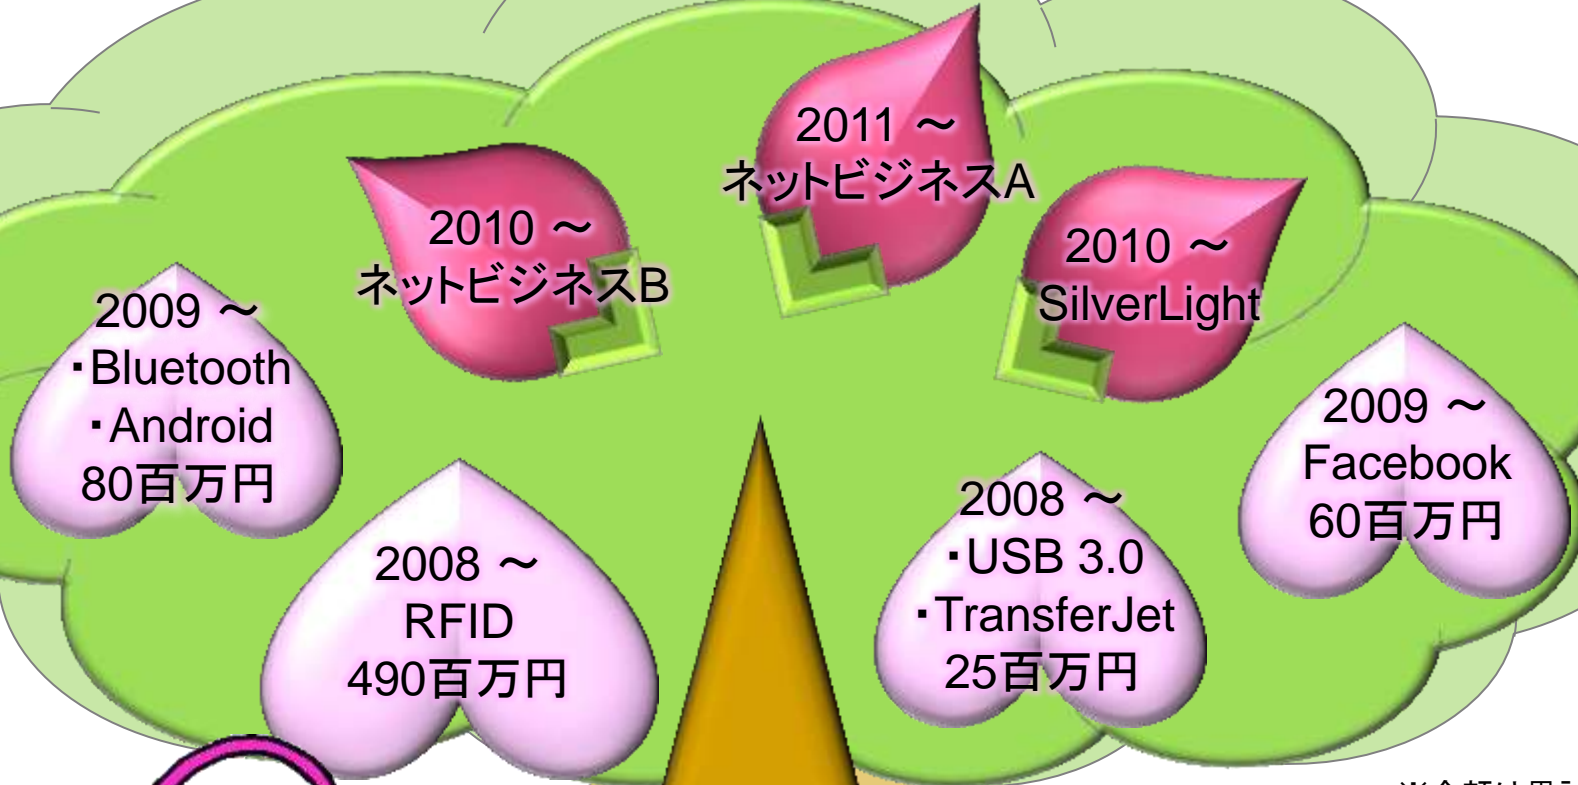 2011 ～
ネットビジネスA
2010 ～
ネットビジネスB
2010 ～
SilverLight
2009 ～
・Bluetooth
・Android
80百万円
2009 ～
Facebook
60百万円
2008 ～
RFID
490百万円
2008 ～
・USB 3.0
・TransferJet
25百万円